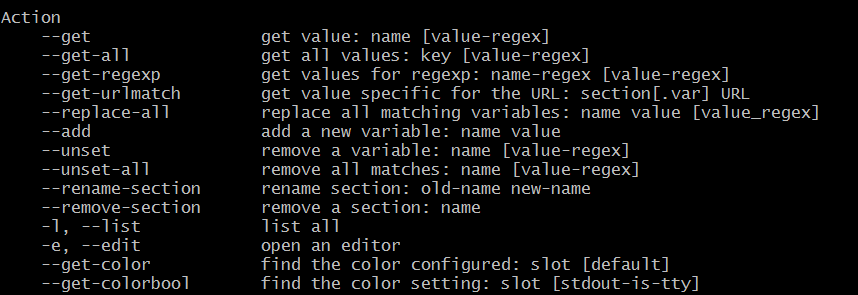 Action
--get get value: name [value-regex]
--get-all get all values: key [value-regex]
--get-regexp get values for regexp: name-regex [value-regex]
--get-urlmatch get value specific for the URL: section[.var] URL
--replace-all replace all matching variables: name value [value_regex]
--add add a new variable: name value
--unset remove a variable: name [value-regex]
--unset-all remove all matches: name [value-regex]
--rename-section rename section: old-name new-name
--remove-section remove a section: name
-l, --list list all
-e, --edit open an editor
--get-color find the color configured: slot [default]
--get-colorbool find the color setting: slot [stdout-is-tty]